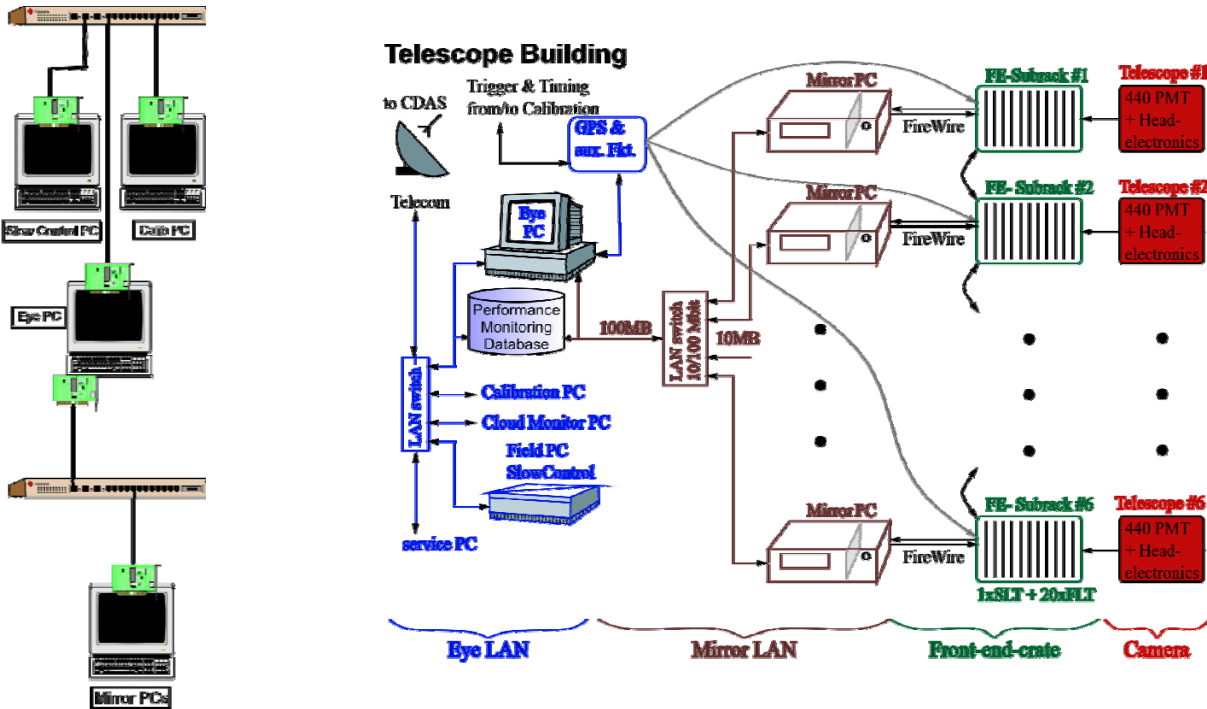 Slow Control PC
Calib PC
Eye PC
Mirror PCs
Telescope Building
to CDAS
Trigger & Timing
from/to Calibration
GPS &
aux. Fkt.
Telecom
Eye
PC
Performance
Monitoring
Database
LAN switch
Calibration PC
Cloud Monitor PC
Field PC
SlowControl
service PC
100MB
LAN switch
10/100 Mbit
10MB
Mirror PC
FireWire
FE-Subrack #1
Telescope #1
440 PMT
+ Head-
electronics
Mirror PC
FireWire
FE- Subrack #2
Telescope #2
440 PMT
+ Head-
electronics
Mirror PC
FireWire
FE- Subrack #6
Telescope #6
440 PMT
+ Head-
electronics
1xSLT + 20xFLT
Eye LAN
Mirror LAN
Front-end-crate
Camera